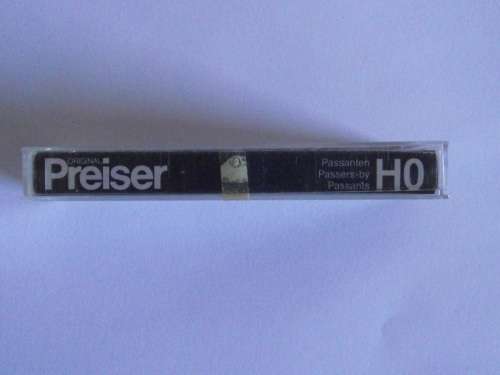 ORIGINAL
Preiser
Passanten
Passers-by
Passants
H0